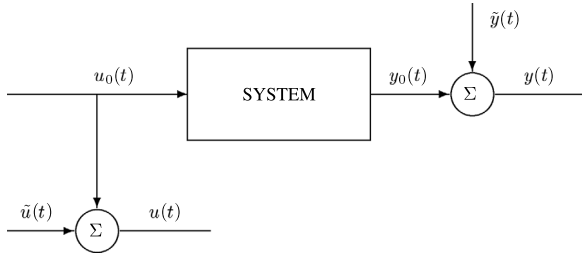 ỹ(t)
u₀(t)
SYSTEM
y₀(t)
Σ
y(t)
ũ(t)
Σ
u(t)